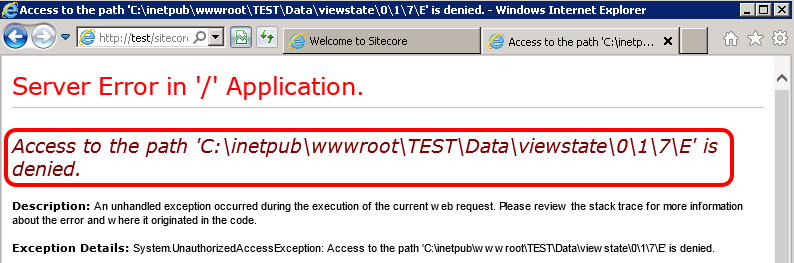 Access to the path 'C:\inetpub\wwwroot\TEST\Data\viewstate\0\1\7\E' is denied. - Windows Internet Explorer
http://test/sitecor
Welcome to Sitecore
Access to the path 'C:\inetp...
Server Error in '/' Application.
Access to the path 'C:\inetpub\wwwroot\TEST\Data\viewstate\0\1\7\E' is
denied.
Description: An unhandled exception occurred during the execution of the current web request. Please review the stack trace for more information
about the error and where it originated in the code.
Exception Details: System.UnauthorizedAccessException: Access to the path 'C:\inetpub\wwwroot\TEST\Data\viewstate\0\1\7\E' is denied.